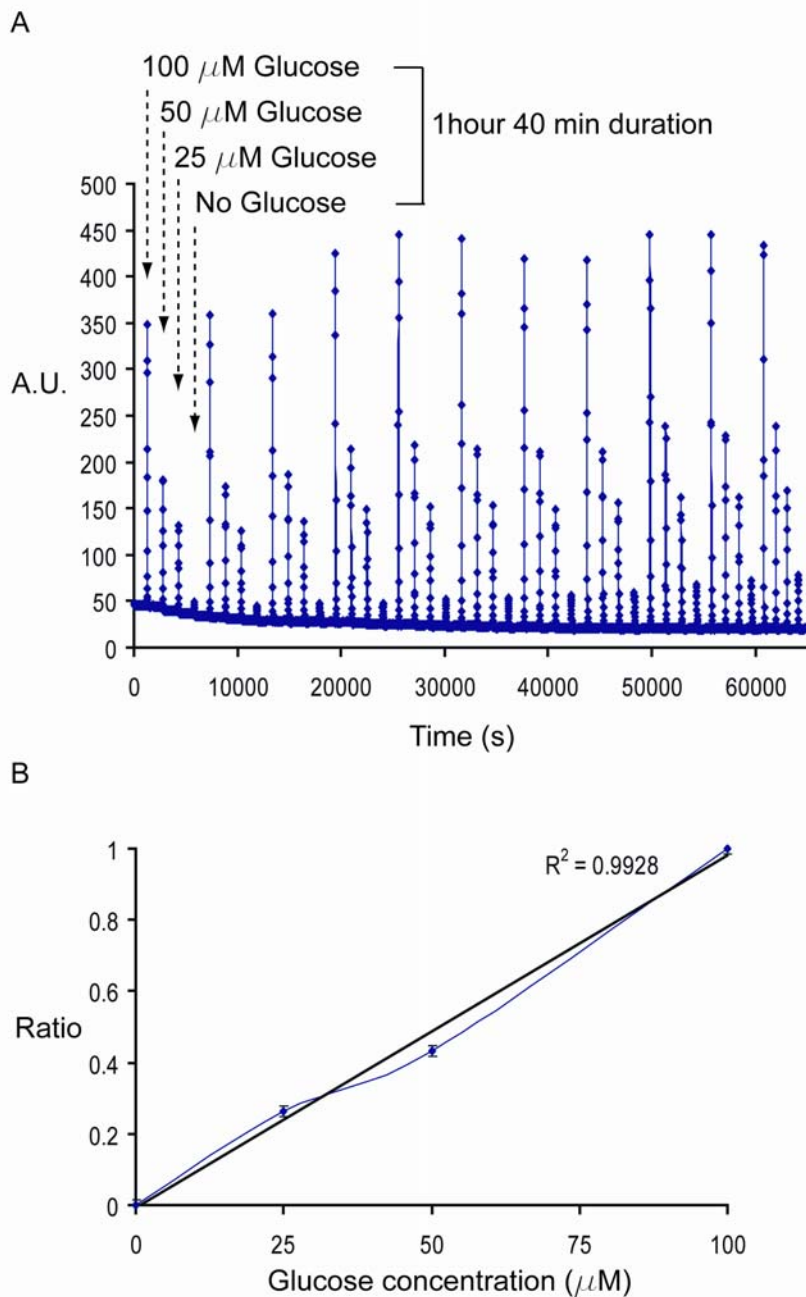 A
100 μM Glucose
50 μM Glucose
25 μM Glucose
No Glucose
1hour 40 min duration
500
450
400
350
300
250
200
150
100
50
0
A.U.
0 10000 20000 30000 40000 50000 60000
Time (s)
B
1
0.8
0.6
0.4
0.2
0
R² = 0.9928
Ratio
0 25 50 75 100
Glucose concentration (μM)